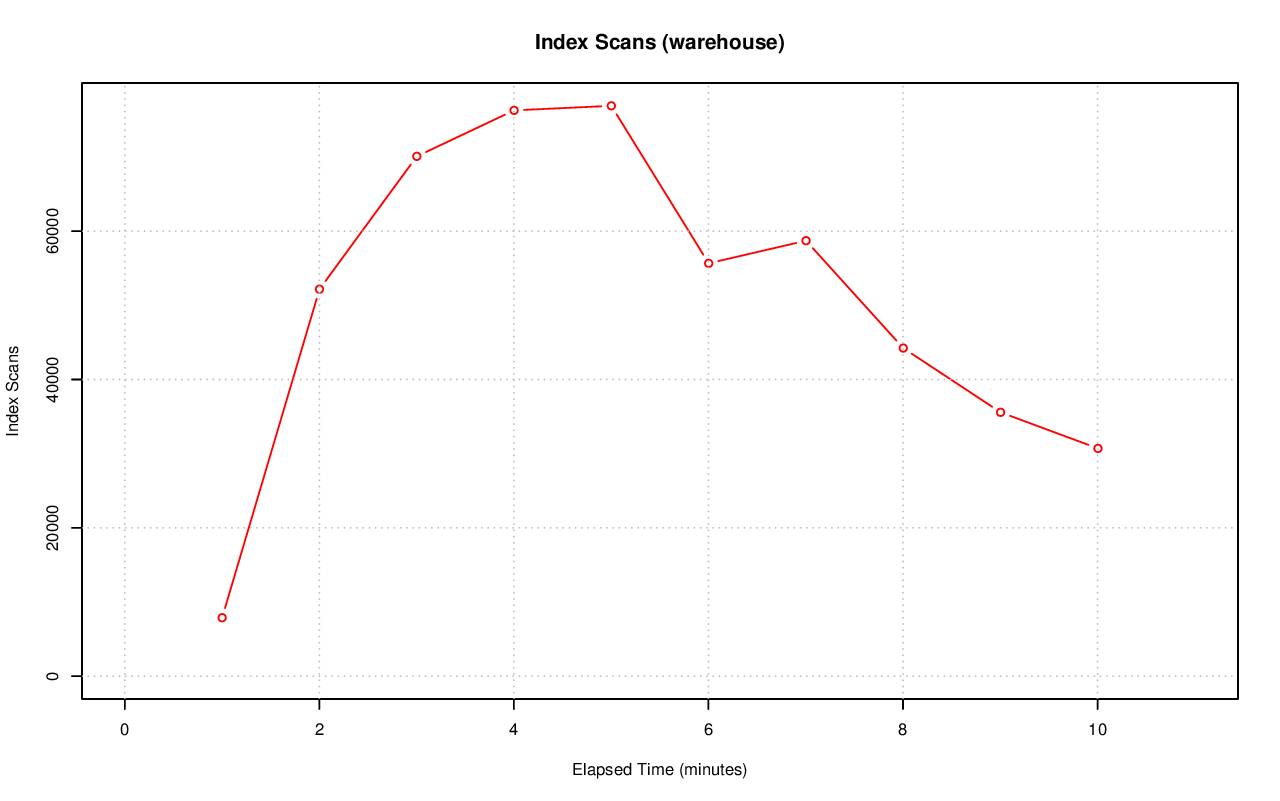 Index Scans (warehouse)
Index Scans
60000
40000
20000
0
0 2 4 6 8 10
Elapsed Time (minutes)